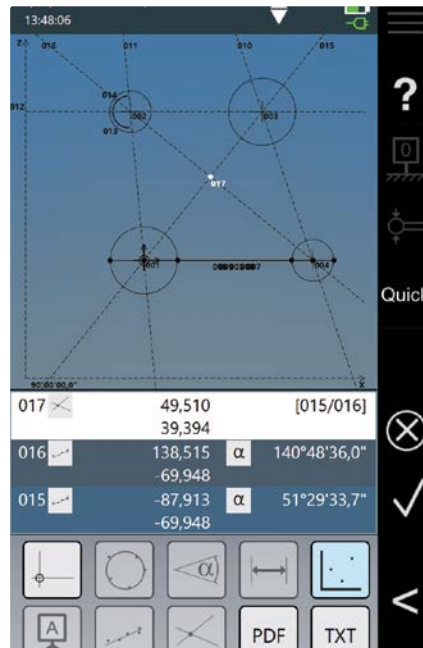 13:48:06
Z
016
011
010
015
014
012
002
003
013
017
001
004
90°00'00,0"
X
?
0
Quick
017 49,510 [015/016]
39,394
016 138,515 α 140°48'36,0"
-69,948
015 -87,913 α 51°29'33,7"
-69,948
α
A
PDF TXT
<